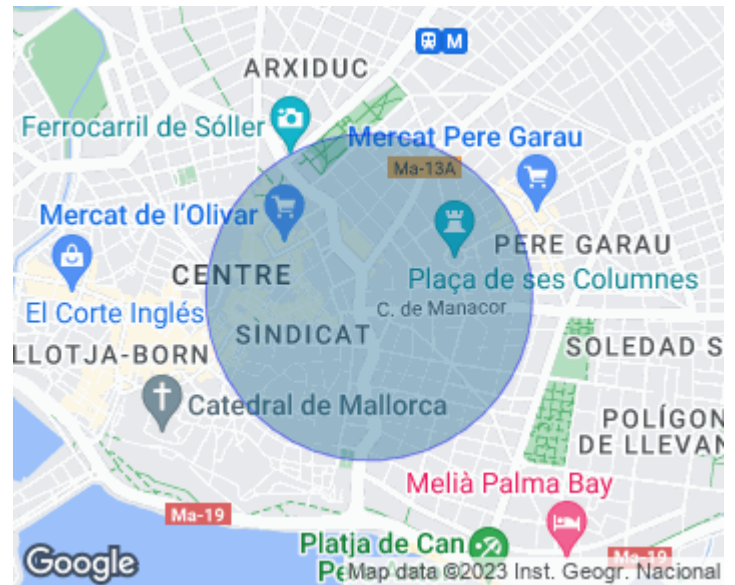 M
ARXIDUC
Ferrocarril de Sóller
Mercat Pere Garau
Ma-13A
Mercat de l'Olivar
PERE GARAU
CENTRE
Plaça de ses Columnes
El Corte Inglés
C. de Manacor
SINDICAT
SOLEDAD S
LLOTJA-BORN
Catedral de Mallorca
POLÍGON
DE LLEVAN
Melià Palma Bay
Ma-19
Platja de Can
Pe
Ma-19
Google
Map data ©2023 Inst. Geogr. Nacional